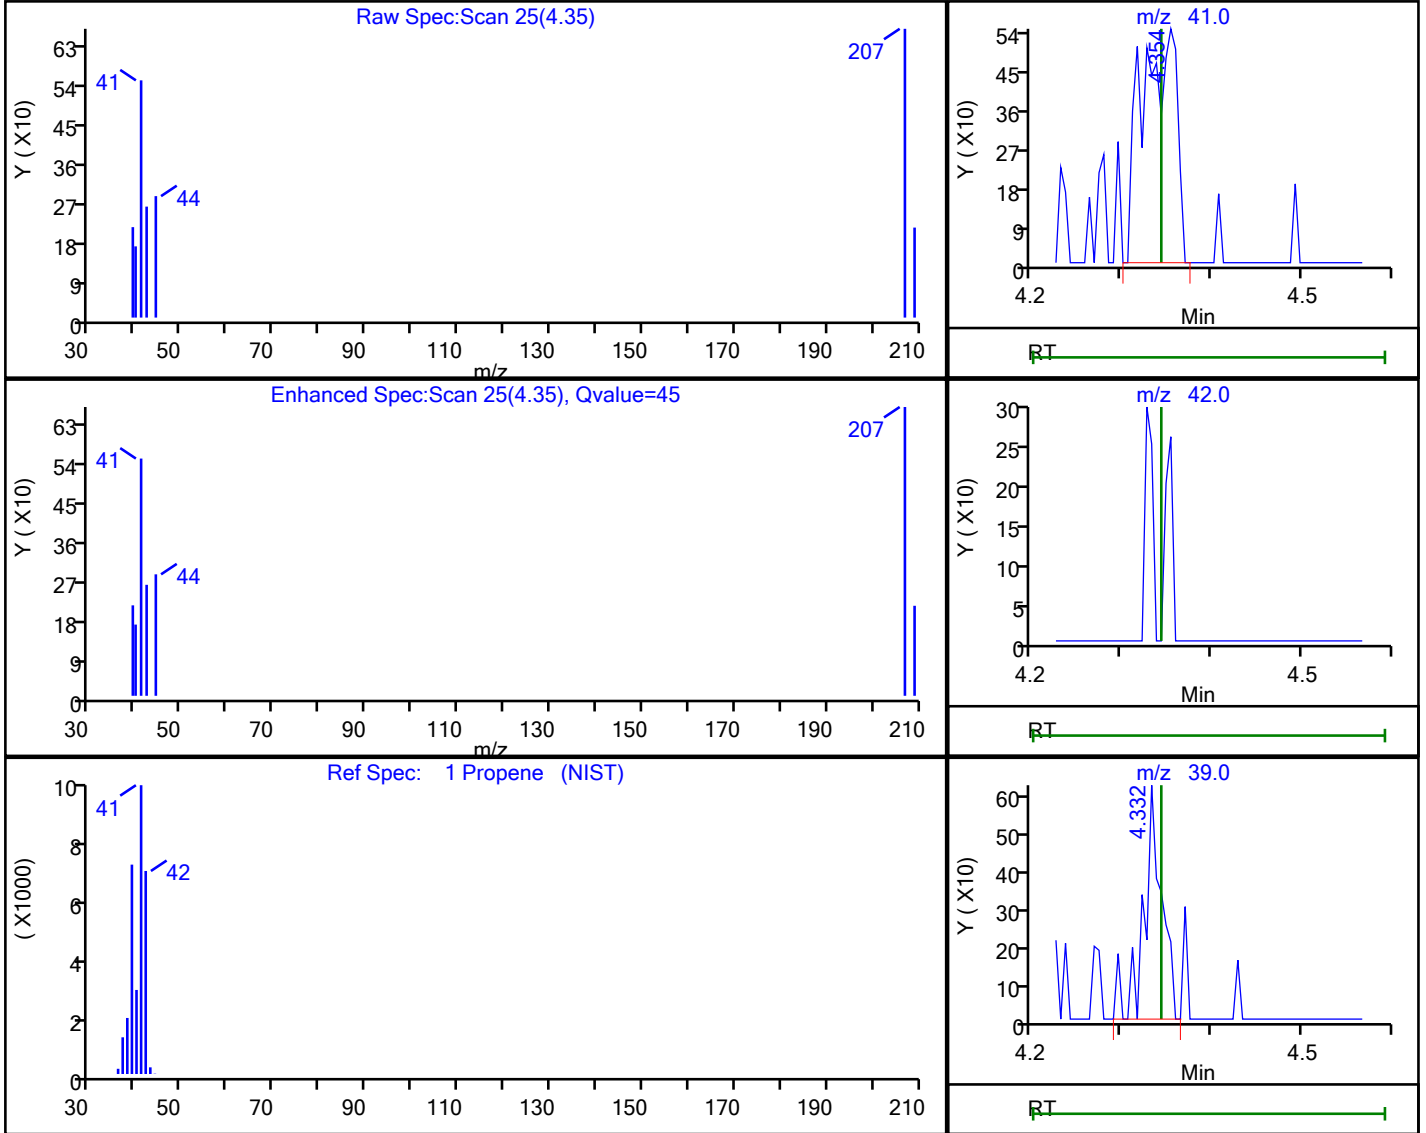 Raw Spec:Scan 25(4.35)
Y ( X10)
63
54
45
36
27
18
9
0
41
44
207
30 50 70 90 110 130 150 170 190 210
m/z
m/z 41.0
Y ( X10)
54
45
36
27
18
9
0
4.354
4.2 4.5
Min
RT
Enhanced Spec:Scan 25(4.35), Qvalue=45
Y ( X10)
63
54
45
36
27
18
9
0
41
44
207
30 50 70 90 110 130 150 170 190 210
m/z
m/z 42.0
Y ( X10)
30
25
20
15
10
5
0
4.2 4.5
Min
RT
Ref Spec: 1 Propene (NIST)
( X1000)
10
8
6
4
2
0
41
42
30 50 70 90 110 130 150 170 190 210
m/z 39.0
Y ( X10)
60
50
40
30
20
10
0
4.332
4.2 4.5
Min
RT